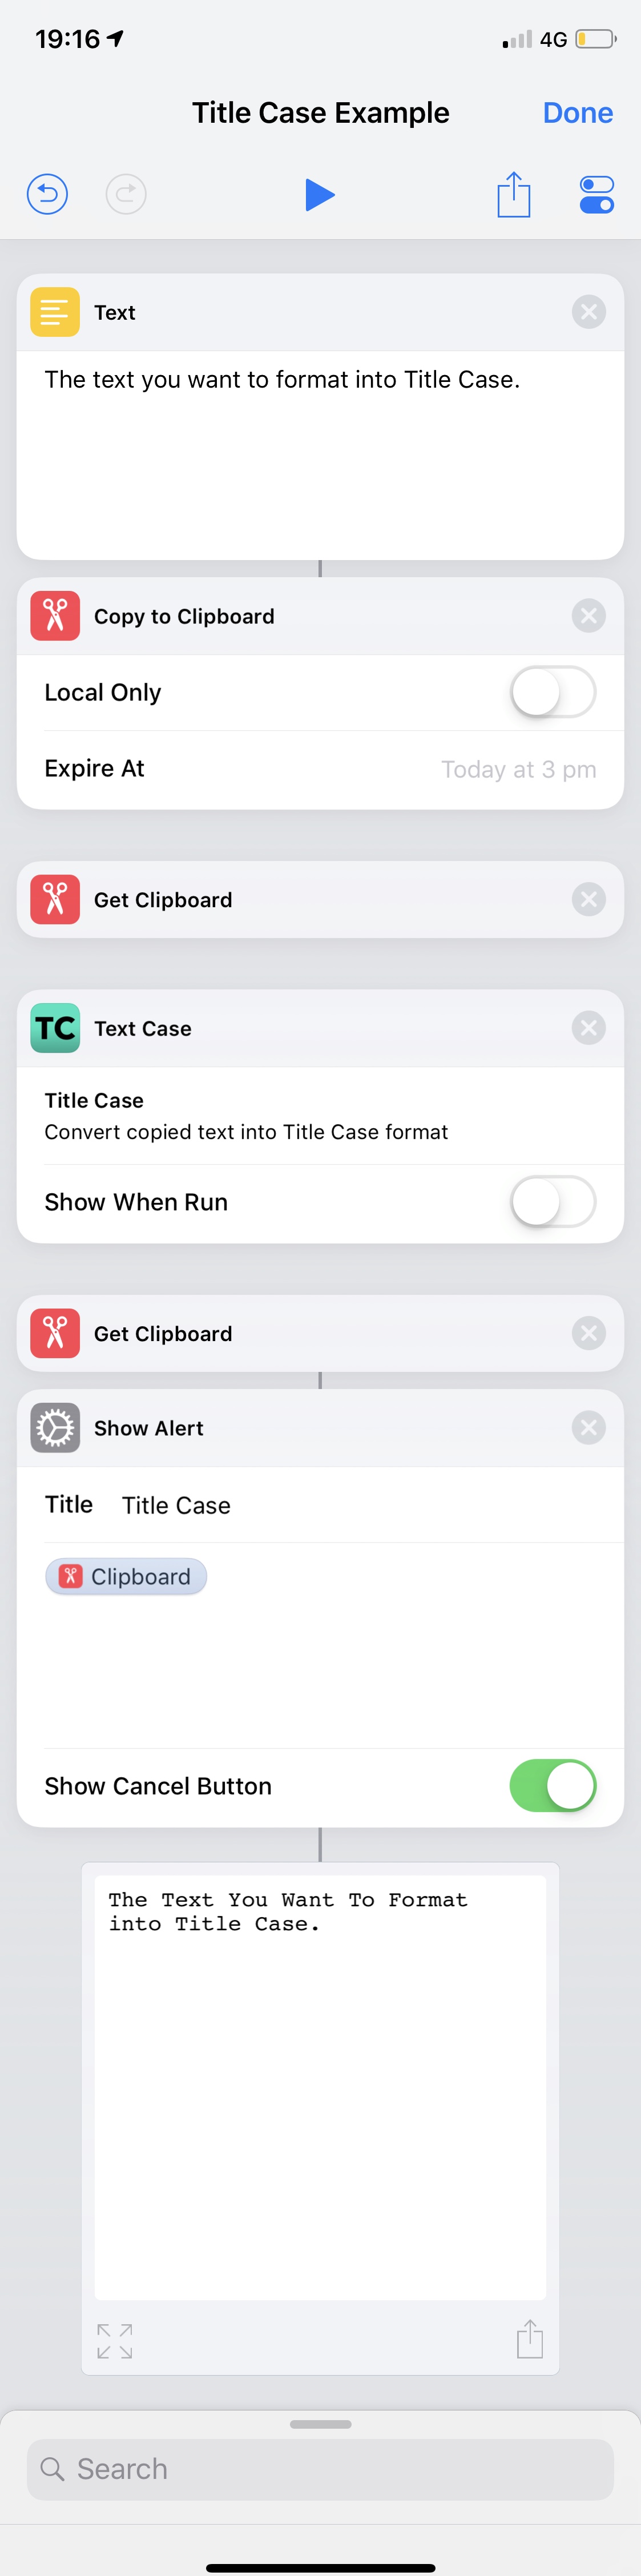 19:16
4G
Title Case Example
Done
Text
The text you want to format into Title Case.
Copy to Clipboard
Local Only
Expire At
Today at 3 pm
Get Clipboard
TC
Text Case
Title Case
Convert copied text into Title Case format
Show When Run
Get Clipboard
Show Alert
Title Title Case
Clipboard
Show Cancel Button
The Text You Want To Format
into Title Case.
Search